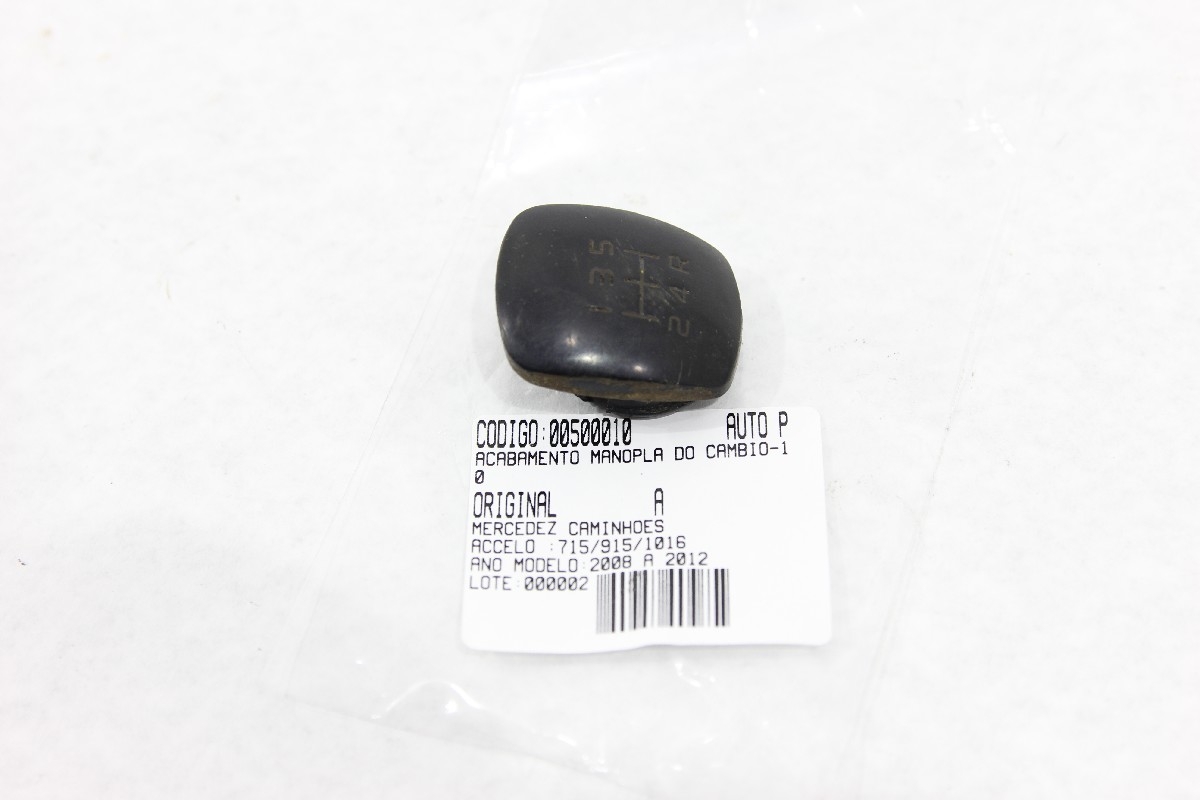 1 3 5
2 4 R
CODIGO:00500010 AUTO P
ACABAMENTO MANOPLA DO CAMBIO-1
0
ORIGINAL A
MERCEDEZ CAMINHOES
ACCELO :715/915/1016
ANO MODELO:2008 A 2012
LOTE:000002